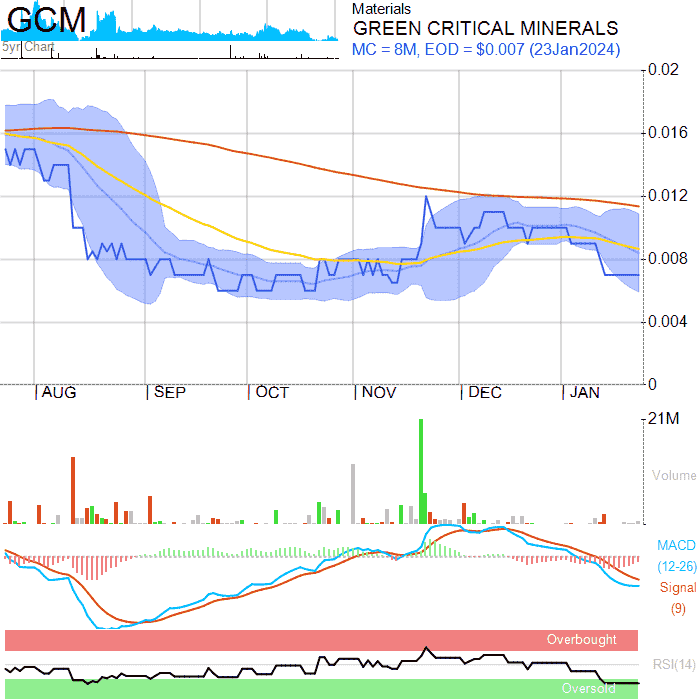 GCM
5yr Chart
Materials
GREEN CRITICAL MINERALS
MC = 8M, EOD = $0.007 (23Jan2024)
0.02
0.016
0.012
0.008
0.004
0
AUG SEP OCT NOV DEC JAN
21M
Volume
MACD
(12-26)
Signal
(9)
Overbought
RSI(14)
Oversold